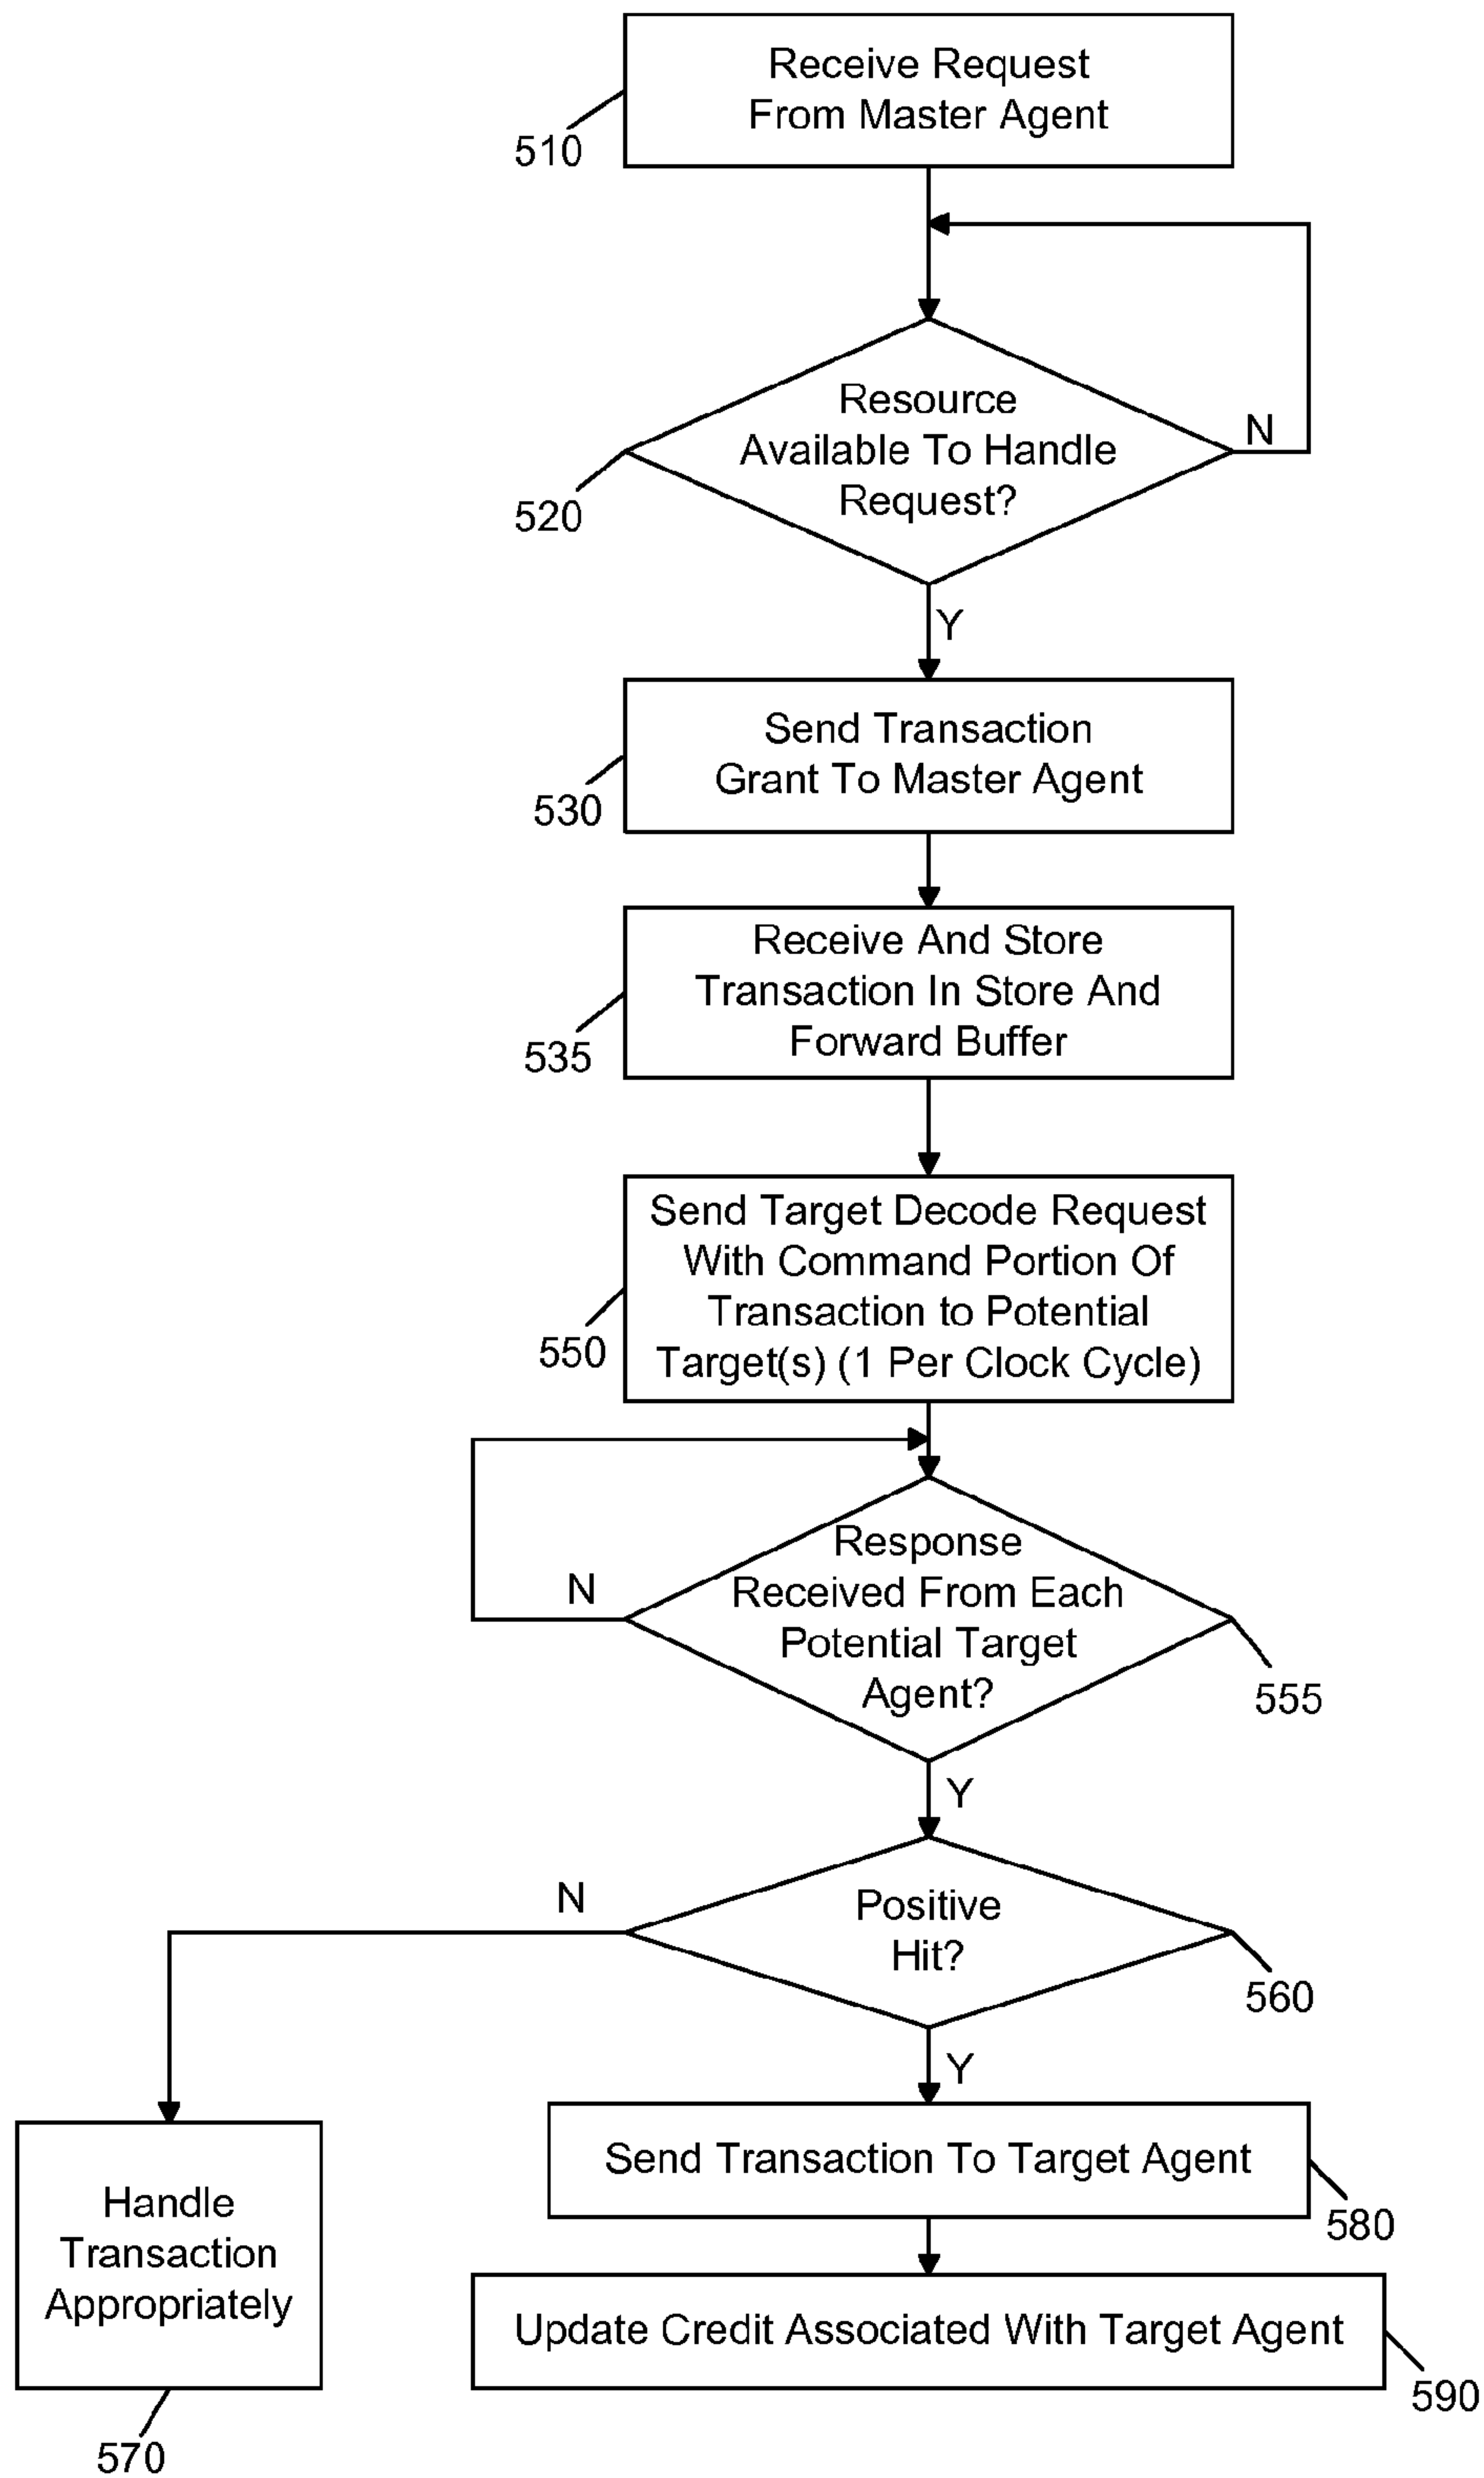 Receive Request
From Master Agent
510
Resource
Available To Handle
Request?
N
520
Y
Send Transaction
Grant To Master Agent
530
Receive And Store
Transaction In Store And
Forward Buffer
535
Send Target Decode Request
With Command Portion Of
Transaction to Potential
Target(s) (1 Per Clock Cycle)
550
Response
Received From Each
Potential Target
Agent?
N
555
Y
Positive
Hit?
N
560
Y
Send Transaction To Target Agent
580
Handle
Transaction
Appropriately
570
Update Credit Associated With Target Agent
590